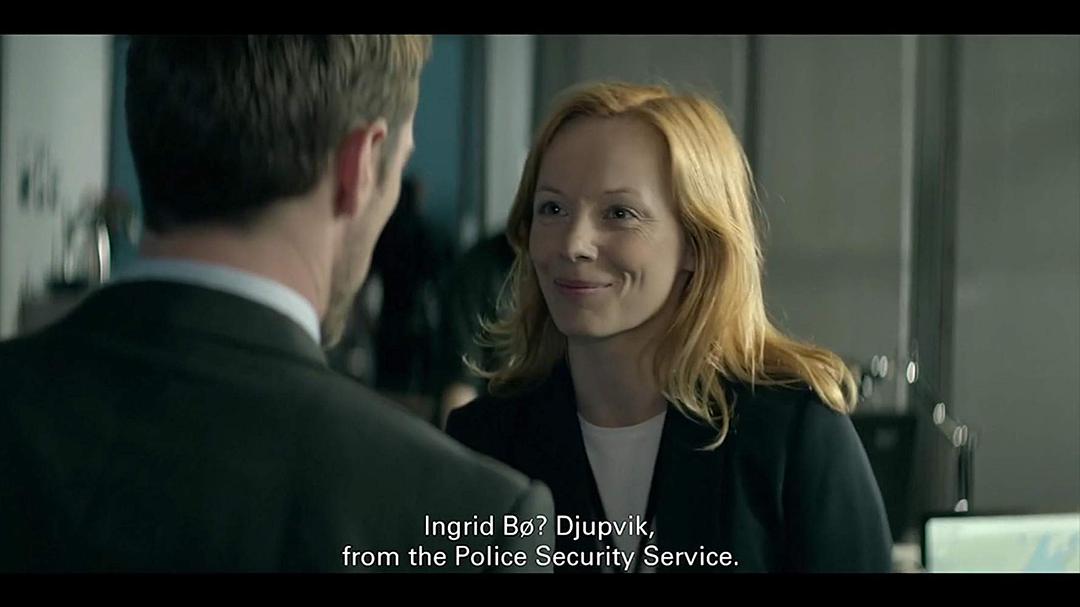 Ingrid Bø? Djupvik,
from the Police Security Service.